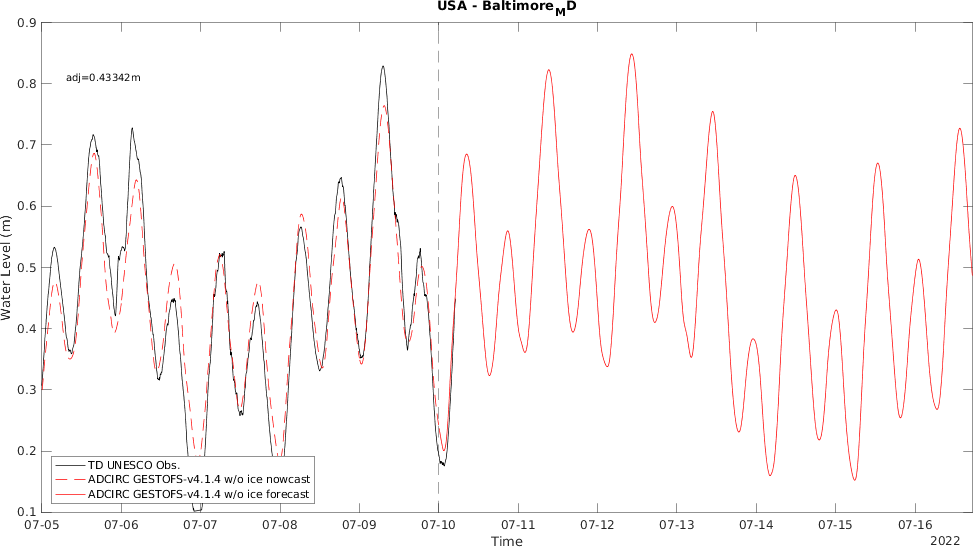 USA - Baltimore_MD
0.9
0.8
0.7
0.6
0.5
0.4
0.3
0.2
0.1
Water Level (m)
adj=0.43342m
TD UNESCO Obs.
ADCIRC GESTOFS-v4.1.4 w/o ice nowcast
ADCIRC GESTOFS-v4.1.4 w/o ice forecast
07-05 07-06 07-07 07-08 07-09 07-10 07-11 07-12 07-13 07-14 07-15 07-16
Time
2022